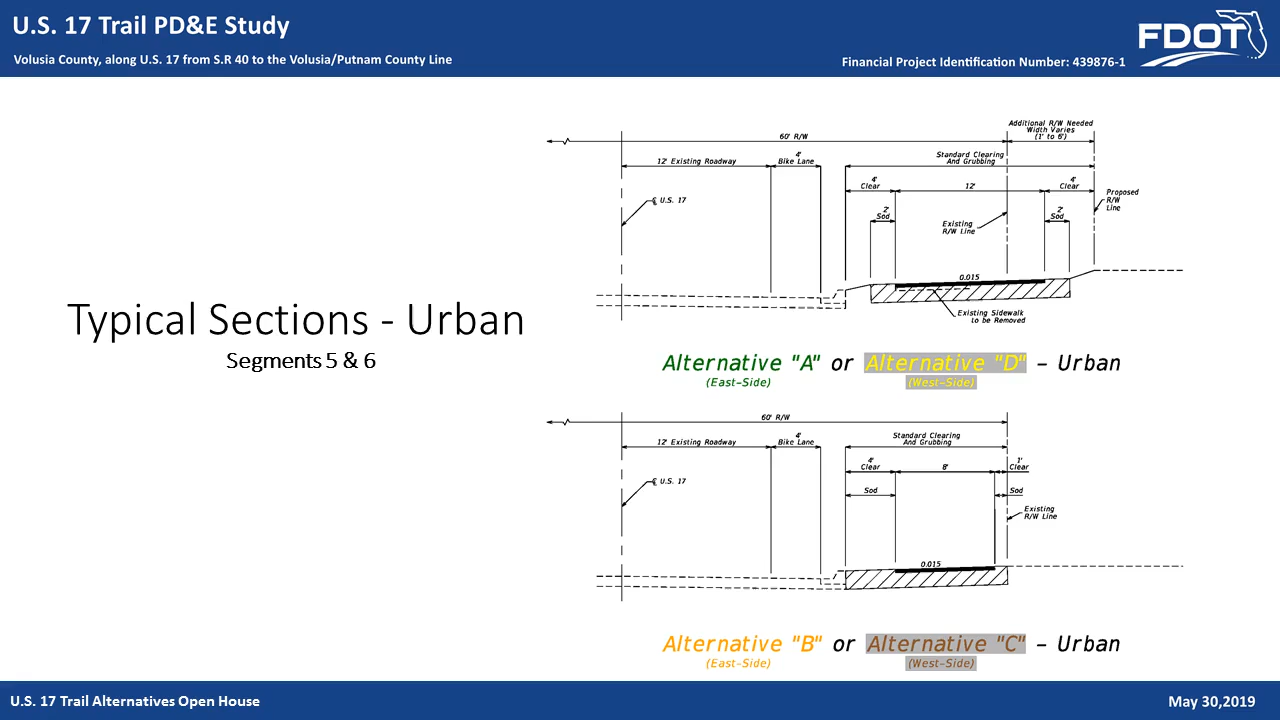 U.S. 17 Trail PD&E Study
Volusia County, along U.S. 17 from S.R 40 to the Volusia/Putnam County Line
Financial Project Identification Number: 439876-1
FDOT
Typical Sections - Urban
Segments 5 & 6
60' R/W
Additional R/W Needed
Width Varies
(1' to 6')
12' Existing Roadway
4'
Bike Lane
Standard Clearing
And Grubbing
4'
Clear
12'
4'
Clear
Proposed
R/W
Line
℄ U.S. 17
2'
Sod
Existing
R/W Line
2'
Sod
0.015
Existing Sidewalk
to be Removed
Alternative "A" or Alternative "D" - Urban
(East-Side)
(West-Side)
60' R/W
12' Existing Roadway
4'
Bike Lane
Standard Clearing
And Grubbing
4'
Clear
8'
1'
Clear
℄ U.S. 17
Sod
Sod
Existing
R/W Line
0.015
Alternative "B" or Alternative "C" - Urban
(East-Side)
(West-Side)
U.S. 17 Trail Alternatives Open House
May 30,2019